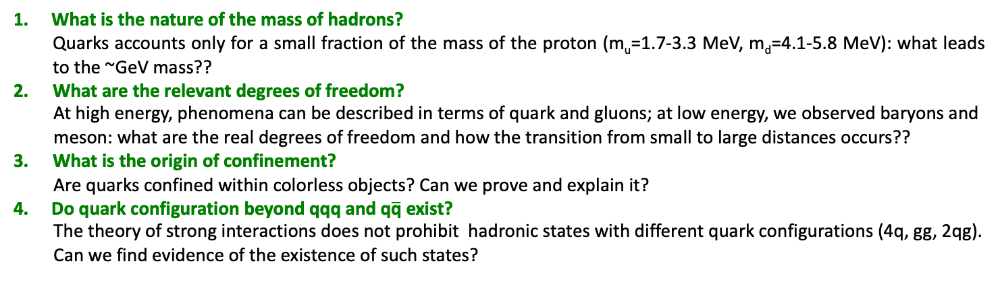 1. What is the nature of the mass of hadrons?
Quarks accounts only for a small fraction of the mass of the proton (mᵤ=1.7-3.3 MeV, m_d=4.1-5.8 MeV): what leads
to the ~GeV mass??
2. What are the relevant degrees of freedom?
At high energy, phenomena can be described in terms of quark and gluons; at low energy, we observed baryons and
meson: what are the real degrees of freedom and how the transition from small to large distances occurs??
3. What is the origin of confinement?
Are quarks confined within colorless objects? Can we prove and explain it?
4. Do quark configuration beyond qqq and qq̄ exist?
The theory of strong interactions does not prohibit hadronic states with different quark configurations (4q, gg, 2qg).
Can we find evidence of the existence of such states?